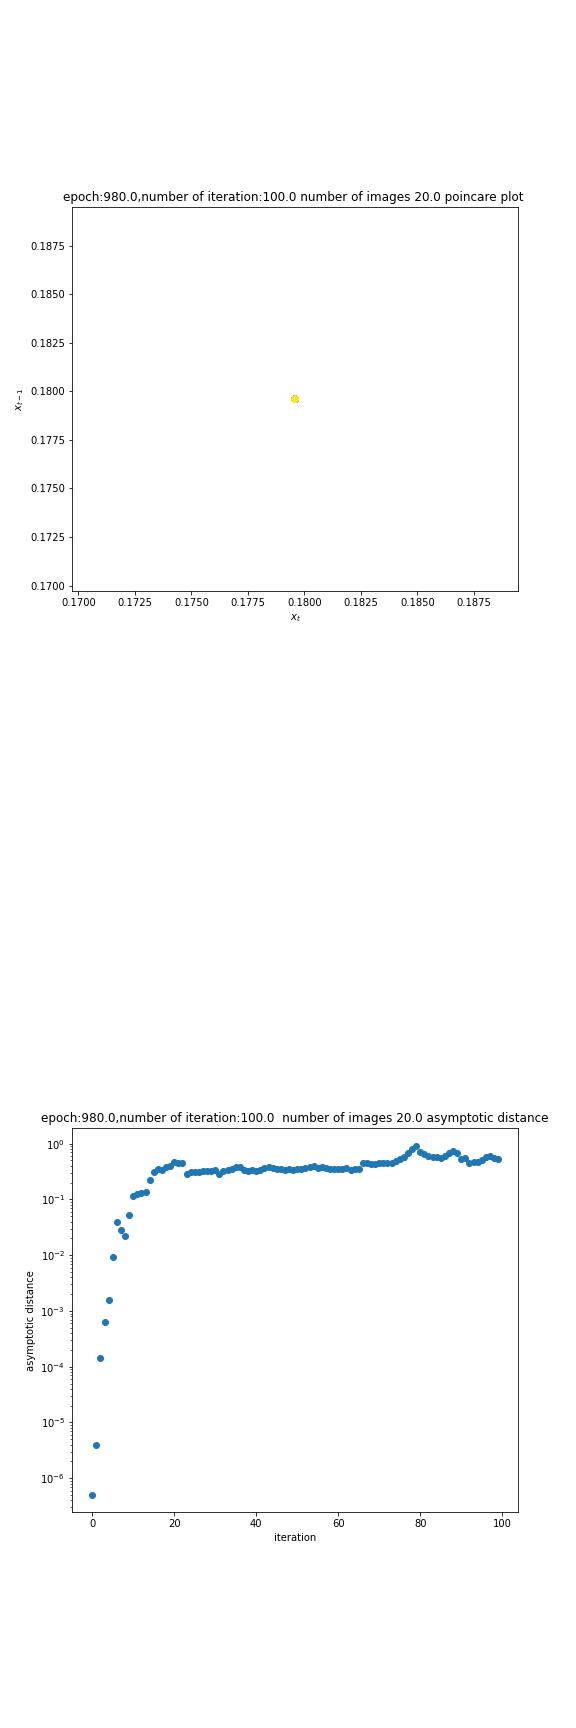 epoch:980.0,number of iteration:100.0 number of images 20.0 poincare plot
0.1875
0.1850
0.1825
0.1800
0.1775
0.1750
0.1725
0.1700
x_{t-1}
0.1700 0.1725 0.1750 0.1775 0.1800 0.1825 0.1850 0.1875
x_t
epoch:980.0,number of iteration:100.0  number of images 20.0 asymptotic distance
10^0
10^{-1}
10^{-2}
10^{-3}
10^{-4}
10^{-5}
10^{-6}
asymptotic distance
0 20 40 60 80 100
iteration